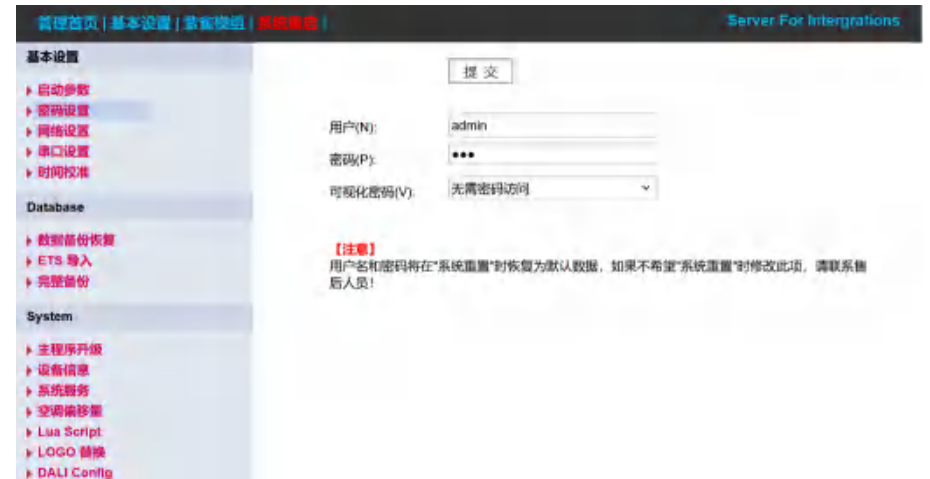 管理首页 | 基本设置 | 智能模组 | 系统重启 |
Server For Intergrations
基本设置
启动参数
密码设置
网络设置
串口设置
时间校准
Database
数据备份恢复
ETS 导入
完整备份
System
主程序升级
设备信息
系统服务
空调偏移量
Lua Script
LOGO 替换
DALI Config
提 交
用户(N): admin
密码(P): •••
可视化密码(V): 无需密码访问
【注意】
用户名和密码将在"系统重置"时恢复为默认数据，如果不希望"系统重置"时修改此项，请联系售
后人员！